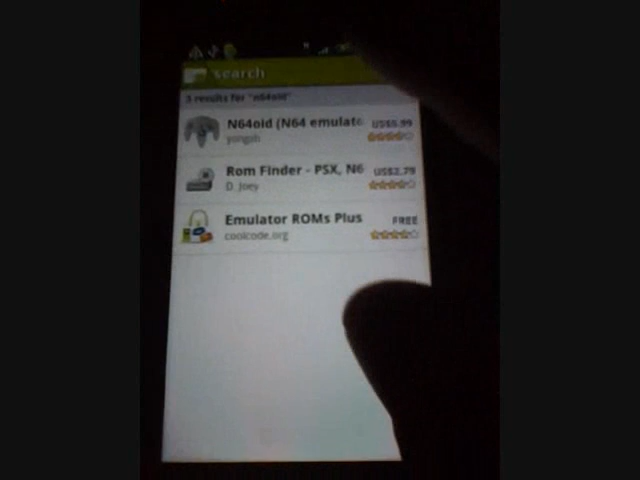 search
3 results for "n64oid"
N64oid (N64 emulato
US$5.99
yongzh
Rom Finder - PSX, N6
US$2.79
D. Joey
Emulator ROMs Plus
FREE
coolcode.org